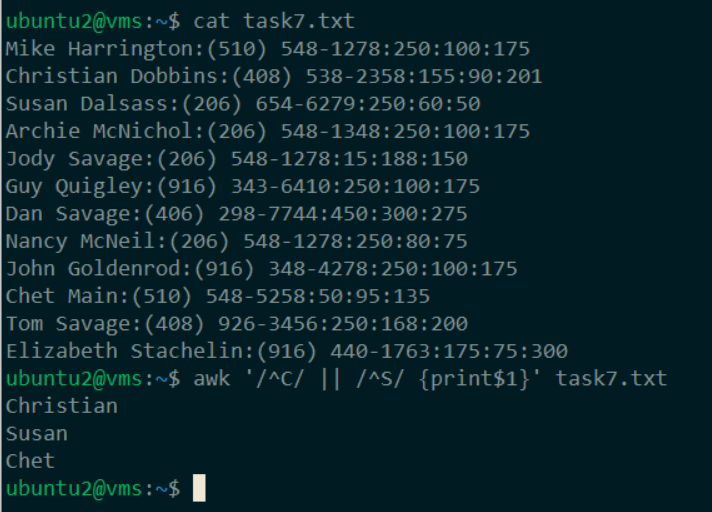 ubuntu2@vms:~$ cat task7.txt
Mike Harrington:(510) 548-1278:250:100:175
Christian Dobbins:(408) 538-2358:155:90:201
Susan Dalsass:(206) 654-6279:250:60:50
Archie McNichol:(206) 548-1348:250:100:175
Jody Savage:(206) 548-1278:15:188:150
Guy Quigley:(916) 343-6410:250:100:175
Dan Savage:(406) 298-7744:450:300:275
Nancy McNeil:(206) 548-1278:250:80:75
John Goldenrod:(916) 348-4278:250:100:175
Chet Main:(510) 548-5258:50:95:135
Tom Savage:(408) 926-3456:250:168:200
Elizabeth Stachelin:(916) 440-1763:175:75:300
ubuntu2@vms:~$ awk '/^C/ || /^S/ {print$1}' task7.txt
Christian
Susan
Chet
ubuntu2@vms:~$